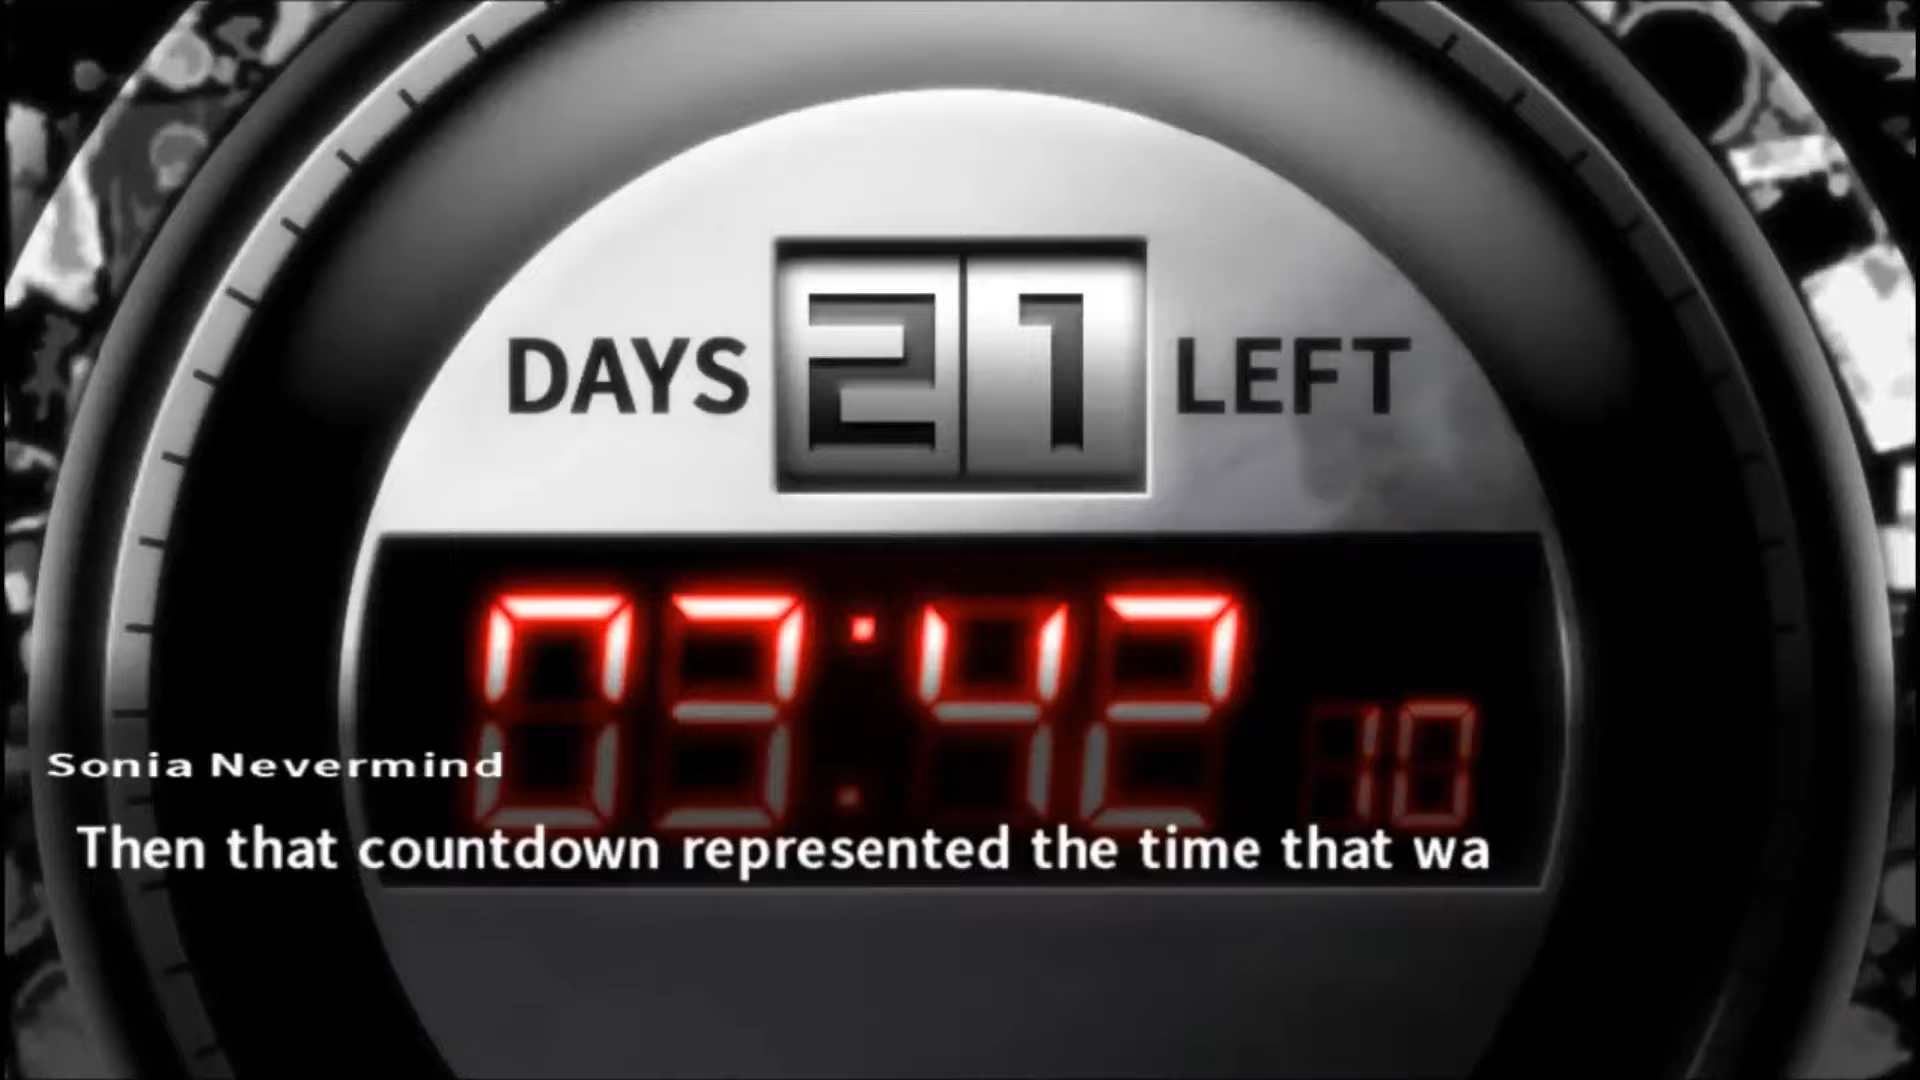 DAYS 21 LEFT
03:42 10
Sonia Nevermind
Then that countdown represented the time that wa